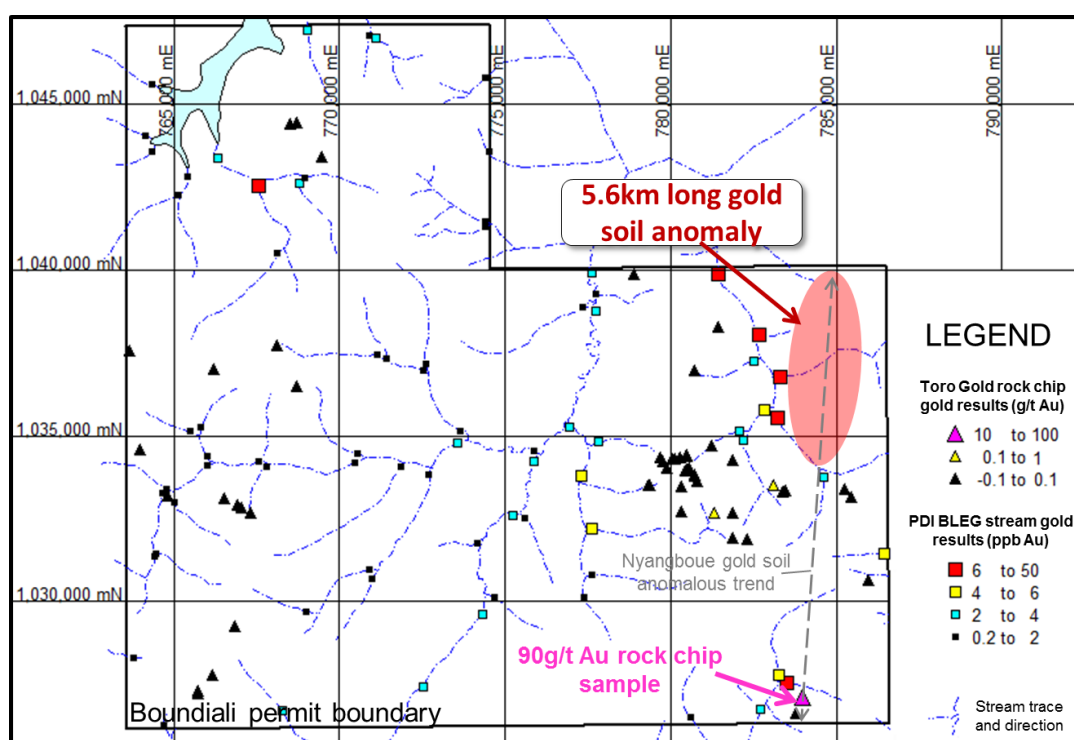 765,000 mE
770,000 mE
775,000 mE
780,000 mE
785,000 mE
790,000 mE
1,045,000 mN
5.6km long gold
soil anomaly
1,040,000 mN
LEGEND
Toro Gold rock chip
gold results (g/t Au)
10 to 100
0.1 to 1
-0.1 to 0.1
PDI BLEG stream gold
results (ppb Au)
6 to 50
4 to 6
2 to 4
0.2 to 2
Stream trace
and direction
1,035,000 mN
Nyangboue gold soil
anomalous trend
1,030,000 mN
90g/t Au rock chip
sample
Boundiali permit boundary